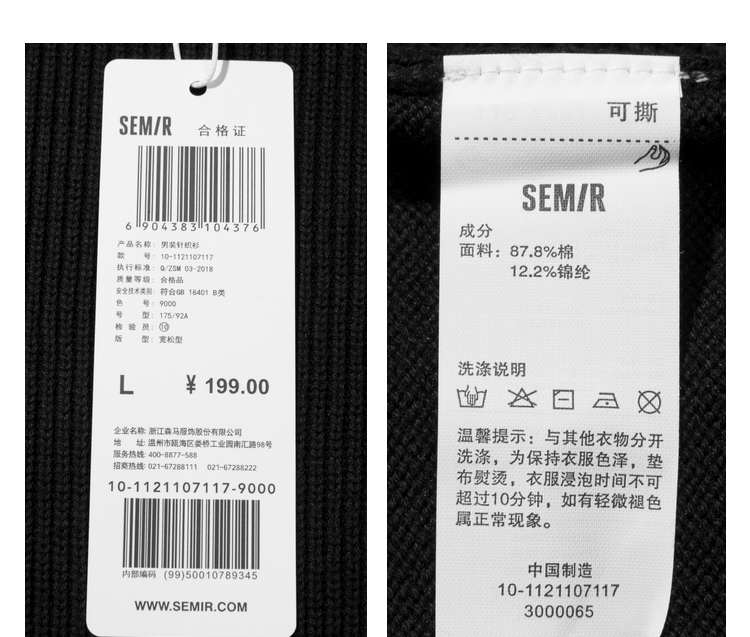 SEMIR 合格证
6 904383 104376
产品名称: 男装针织衫
款 号: 10-1121107117
执行标准: Q/ZSM 03-2018
质量等级: 合格品
安全技术类别: 符合GB 18401 B类
色 号: 9000
号 型: 175/92A
检 验 员: ⑩
版 型: 宽松型
L ¥ 199.00
企业名称: 浙江森马服饰股份有限公司
地 址: 温州市瓯海区娄桥工业园南汇路98号
服务热线: 400-8877-588
招商热线: 021-67288111 021-67288222
10-1121107117-9000
内部编码 (99)50010789345
WWW.SEMIR.COM
可撕
SEMIR
成分
面料: 87.8%棉
12.2%锦纶
洗涤说明
温馨提示: 与其他衣物分开
洗涤, 为保持衣服色泽, 垫
布熨烫, 衣服浸泡时间不可
超过10分钟, 如有轻微褪色
属正常现象。
中国制造
10-1121107117
3000065